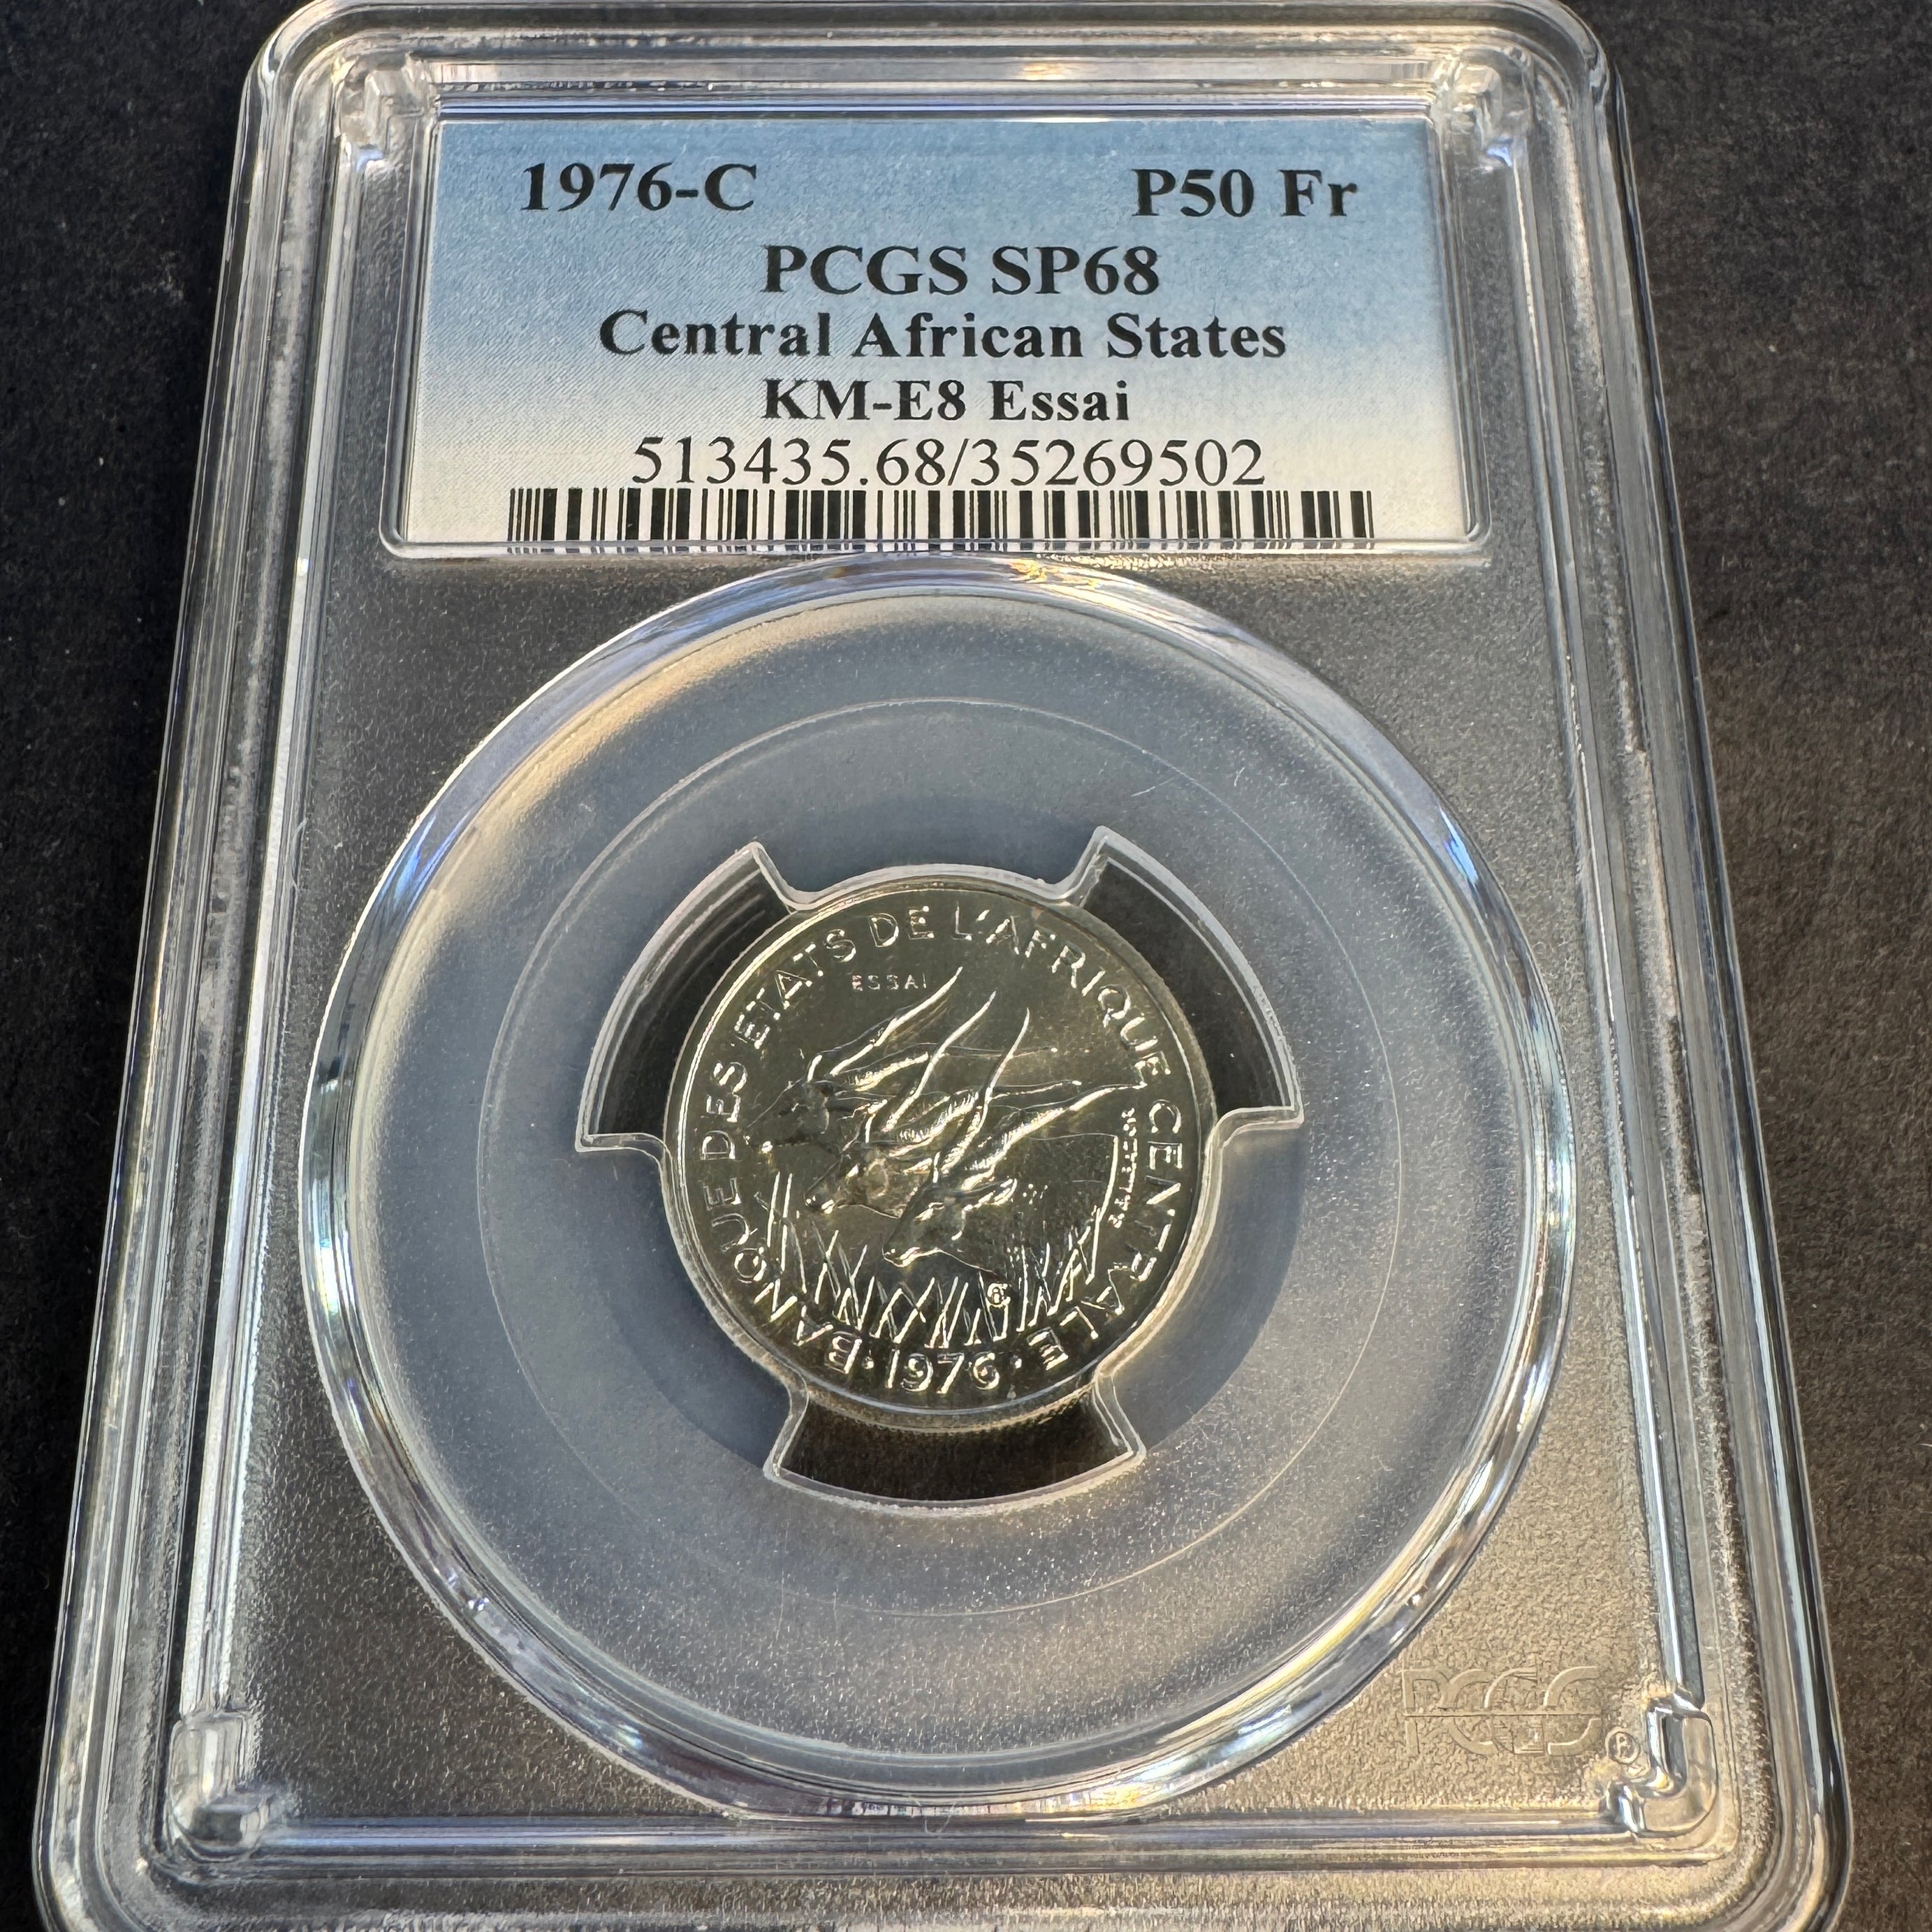 1976-C P50 Fr
PCGS SP68
Central African States
KM-E8 Essai
513435.68/35269502
BANQUE DES ETATS DE L'AFRIQUE CENTRALE
ESSAI
· 1976 ·
PCGS®